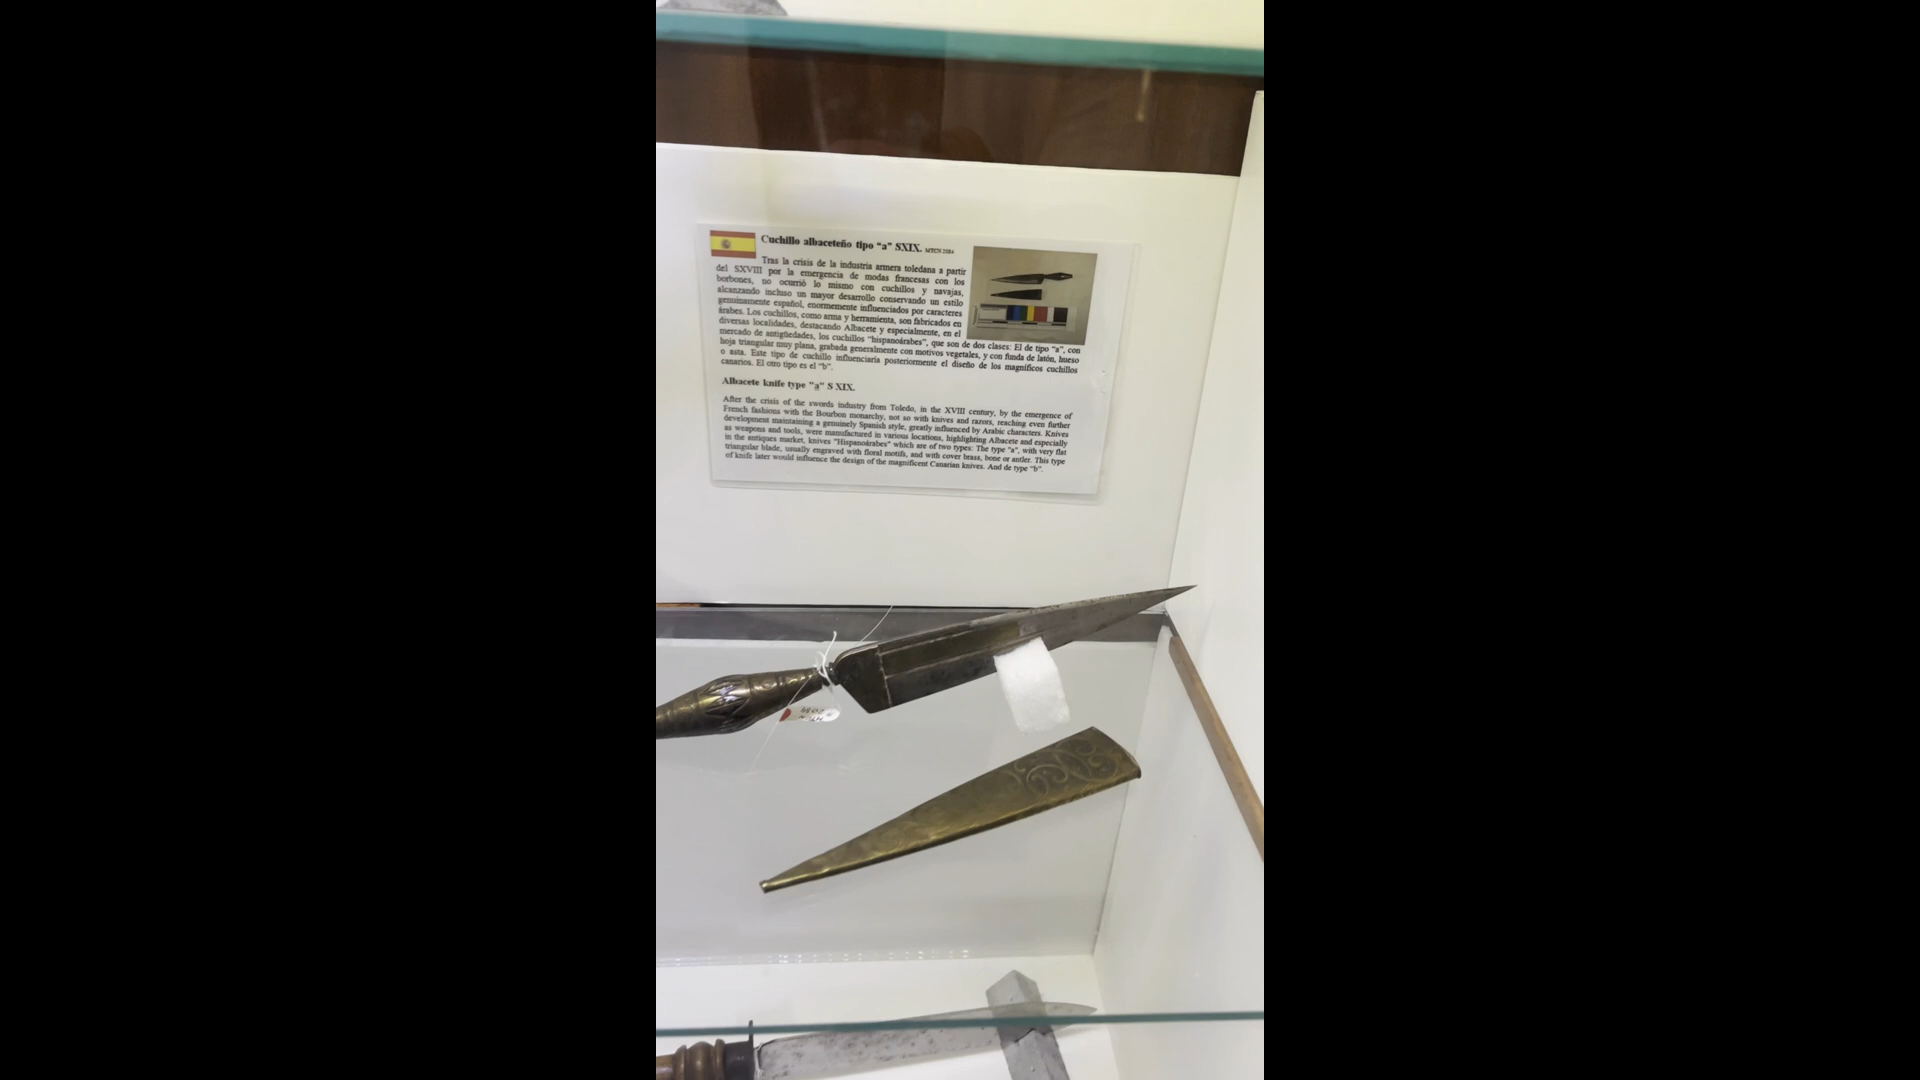 Cuchillo albaceteño tipo "a" SXIX.
Tras la crisis de la industria armera toledana a partir
del SXVIII por la emergencia de modas francesas con los
borbones, no ocurrió lo mismo con cuchillos y navajas,
alcanzando incluso un mayor desarrollo conservando un estilo
genuinamente español, enormemente influenciados por caracteres
árabes. Los cuchillos, como arma y herramienta, son fabricados en
diversas localidades, destacando Albacete y especialmente, en el
mercado de antigüedades, los cuchillos "hispanoárabes", que son de dos clases: El de tipo "a", con
hoja triangular muy plana, grabada generalmente con motivos vegetales, y con funda de latón, hueso
o asta. Este tipo de cuchillo influenciaría posteriormente el diseño de los magníficos cuchillos
canarios. El otro tipo es el "b".
Albacete knife type "a" S XIX.
After the crisis of the swords industry from Toledo, in the XVIII century, by the emergence of
French fashions with the Bourbon monarchy, not so with knives and razors, reaching even further
development maintaining a genuinely Spanish style, greatly influenced by Arabic characters. Knives
as weapons and tools, were manufactured in various locations, highlighting Albacete and especially
in the antiques market, knives "Hispanoárabes" which are of two types: The type "a", with very flat
triangular blade, usually engraved with floral motifs, and with cover brass, bone or antler. This type
of knife later would influence the design of the magnificent Canarian knives. And de type "b".